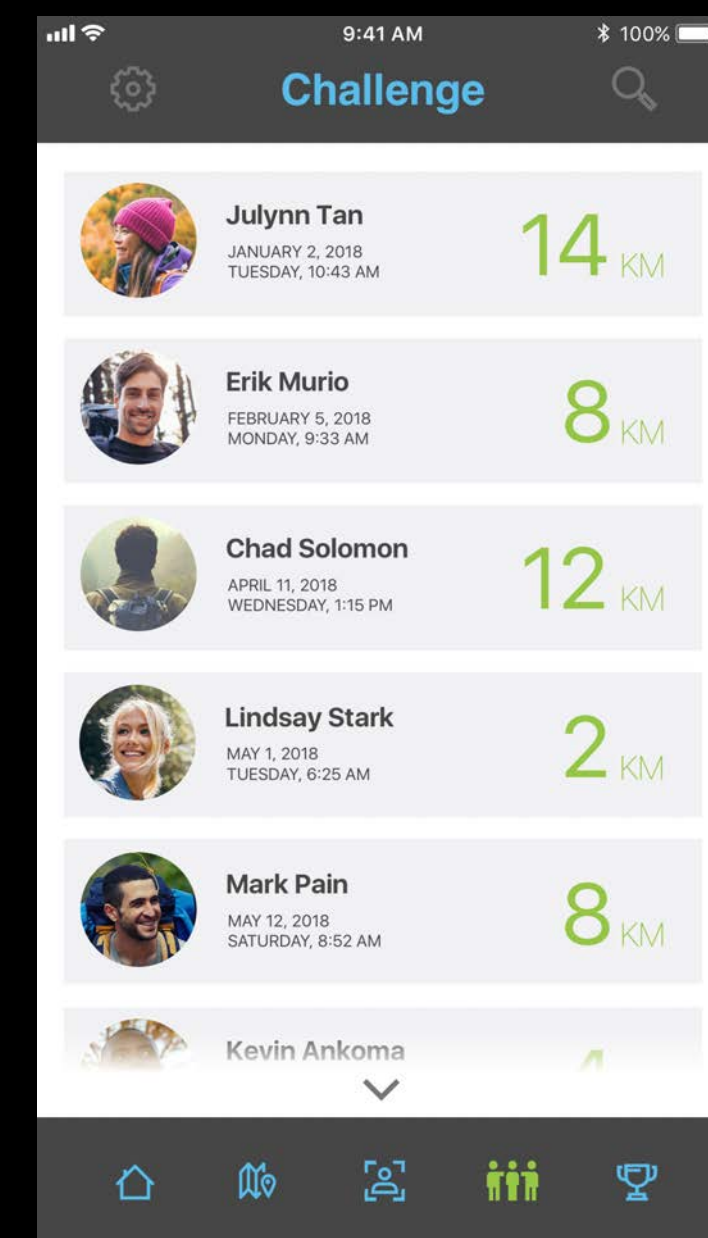 9:41 AM
100%
Challenge
Julynn Tan
JANUARY 2, 2018
TUESDAY, 10:43 AM
14 KM
Erik Murio
FEBRUARY 5, 2018
MONDAY, 9:33 AM
8 KM
Chad Solomon
APRIL 11, 2018
WEDNESDAY, 1:15 PM
12 KM
Lindsay Stark
MAY 1, 2018
TUESDAY, 6:25 AM
2 KM
Mark Pain
MAY 12, 2018
SATURDAY, 8:52 AM
8 KM
Kevin Ankoma